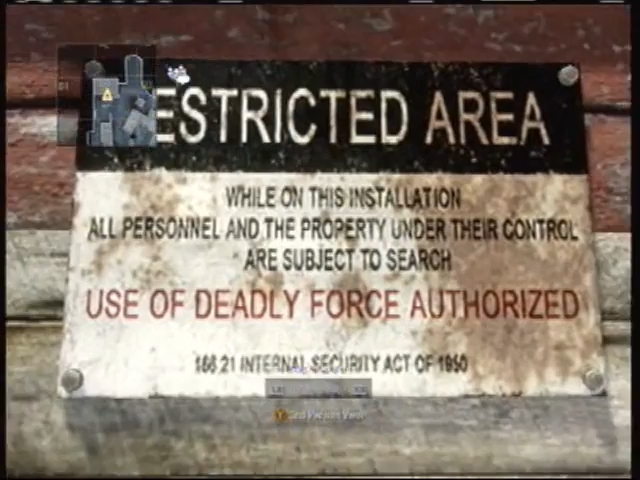 ESTRICTED AREA
WHILE ON THIS INSTALLATION
ALL PERSONNEL AND THE PROPERTY UNDER THEIR CONTROL
ARE SUBJECT TO SEARCH
USE OF DEADLY FORCE AUTHORIZED
INTERNAL SECURITY ACT OF 1950